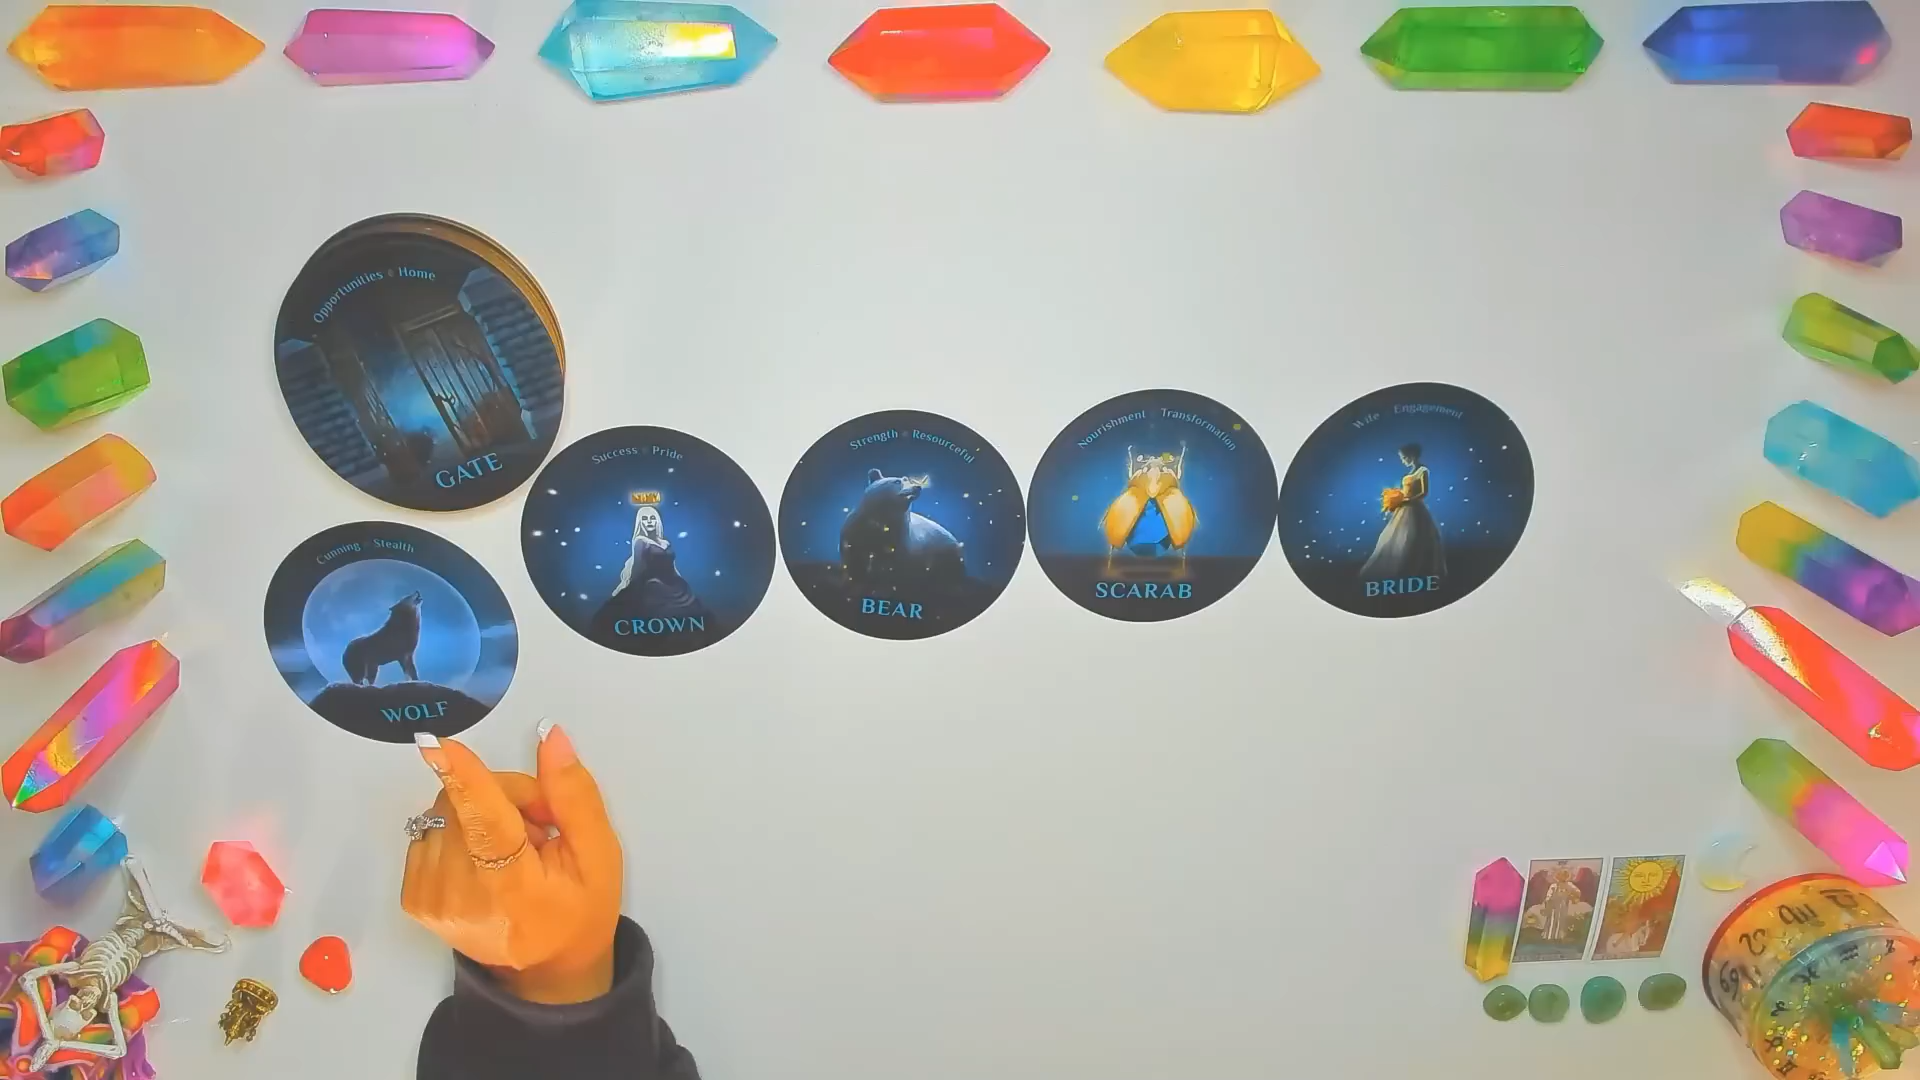 Opportunities Home
GATE
Cunning Stealth
WOLF
Success Pride
CROWN
Strength Resourceful
BEAR
Nourishment Transformation
SCARAB
Wife Engagement
BRIDE